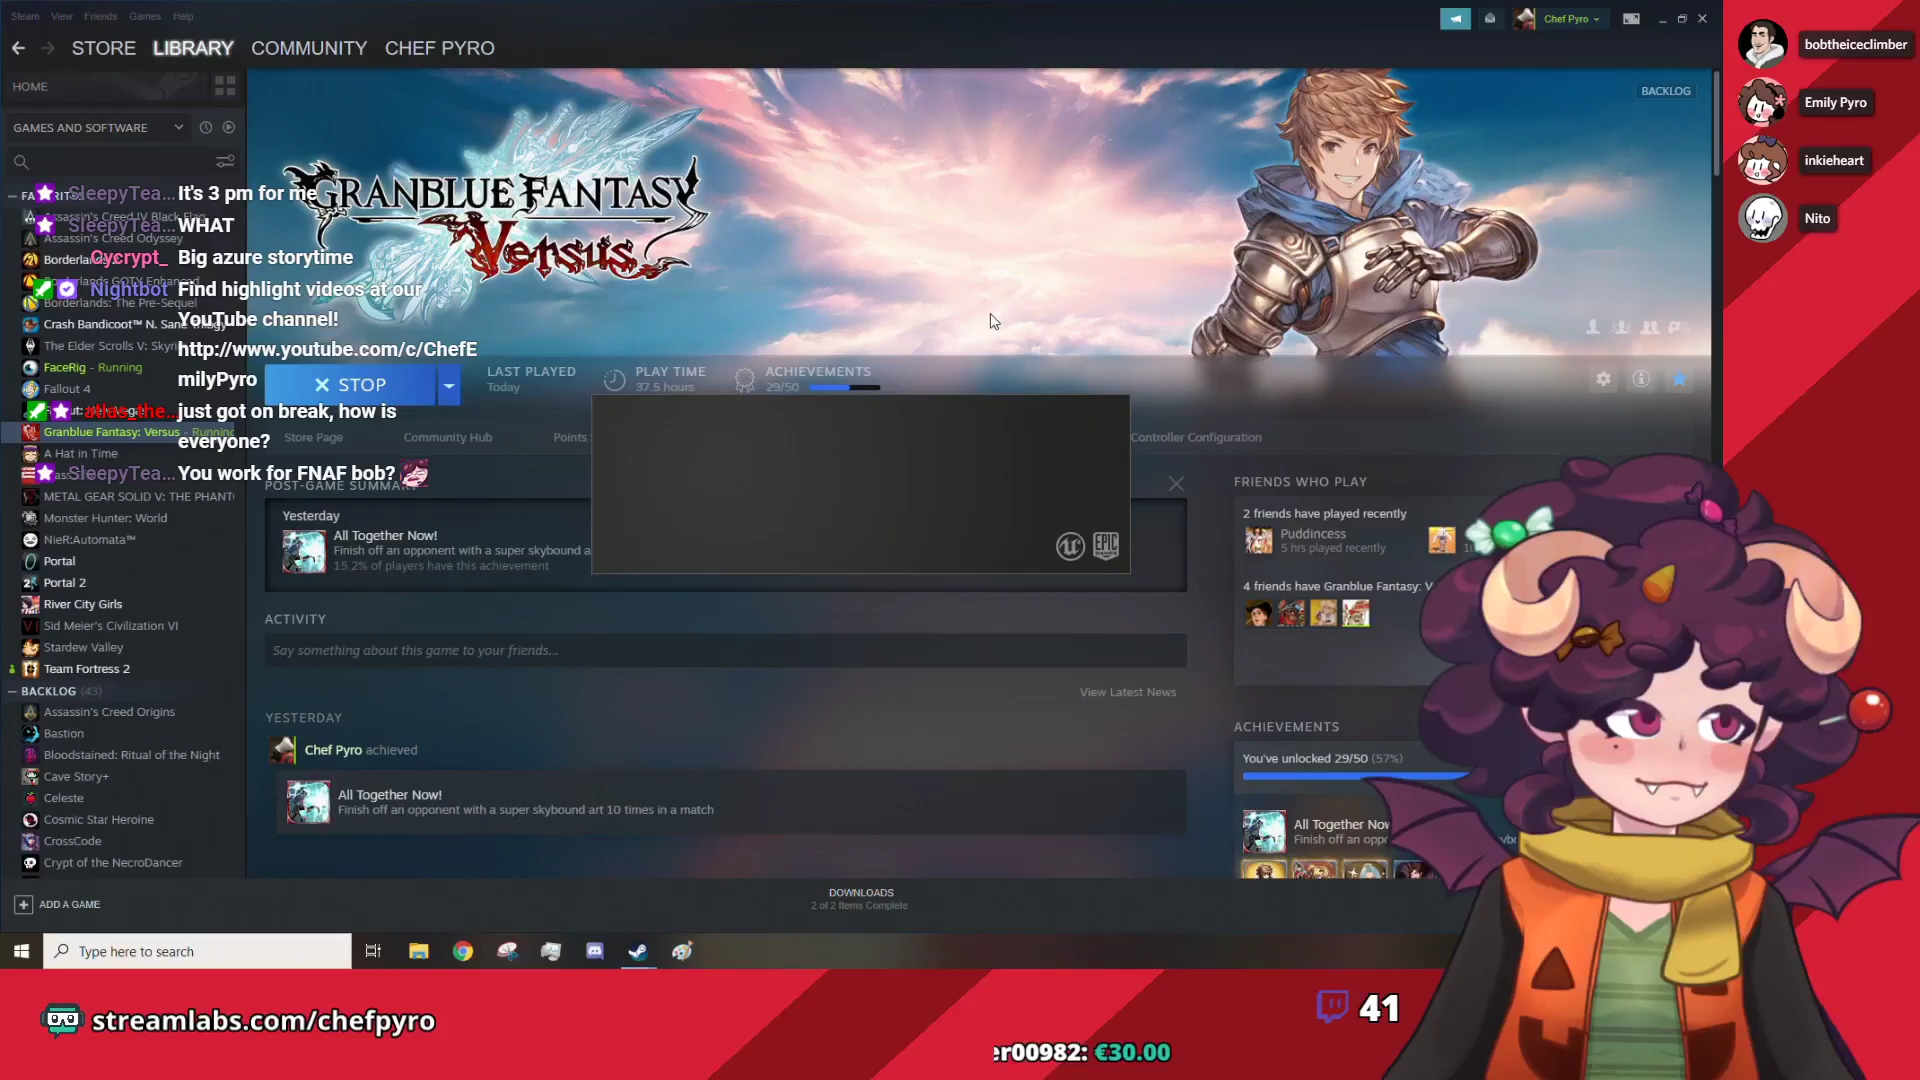 Steam View Friends Games Help
Chef Pyro
STORE LIBRARY COMMUNITY CHEF PYRO
HOME
GAMES AND SOFTWARE
BACKLOG
GRANBLUE FANTASY
Versus
SleepyTea... It's 3 pm for me
SleepyTea... WHAT
Cycrypt_ Big azure storytime
Nightbot Find highlight videos at our
YouTube channel!
http://www.youtube.com/c/ChefE
milyPyro
atlas_the... just got on break, how is
everyone?
SleepyTea... You work for FNAF bob?
Assassin's Creed IV Black Flag
Assassin's Creed Odyssey
Borderlands: The Pre-Sequel
Crash Bandicoot™ N. Sane Trilogy
The Elder Scrolls V: Skyri
FaceRig - Running
Fallout 4
Granblue Fantasy: Versus - Running
A Hat in Time
METAL GEAR SOLID V: THE PHANT
Monster Hunter: World
NieR:Automata™
Portal
Portal 2
River City Girls
Sid Meier's Civilization VI
Stardew Valley
Team Fortress 2
BACKLOG (43)
Assassin's Creed Origins
Bastion
Bloodstained: Ritual of the Night
Cave Story+
Celeste
Cosmic Star Heroine
CrossCode
Crypt of the NecroDancer
ADD A GAME
STOP
LAST PLAYED
Today
PLAY TIME
37.5 hours
ACHIEVEMENTS
29/50
Store Page Community Hub Points Controller Configuration
POST-GAME SUMMARY
Yesterday
All Together Now!
Finish off an opponent with a super skybound a
15.2% of players have this achievement
EPIC
ACTIVITY
Say something about this game to your friends...
View Latest News
YESTERDAY
Chef Pyro achieved
All Together Now!
Finish off an opponent with a super skybound art 10 times in a match
FRIENDS WHO PLAY
2 friends have played recently
Puddincess
5 hrs played recently
4 friends have Granblue Fantasy: V
ACHIEVEMENTS
You've unlocked 29/50 (57%)
All Together Now
Finish off an oppo
DOWNLOADS
2 of 2 Items Complete
Type here to search
bobtheiceclimber
Emily Pyro
inkieheart
Nito
streamlabs.com/chefpyro
41
er00982: €30.00